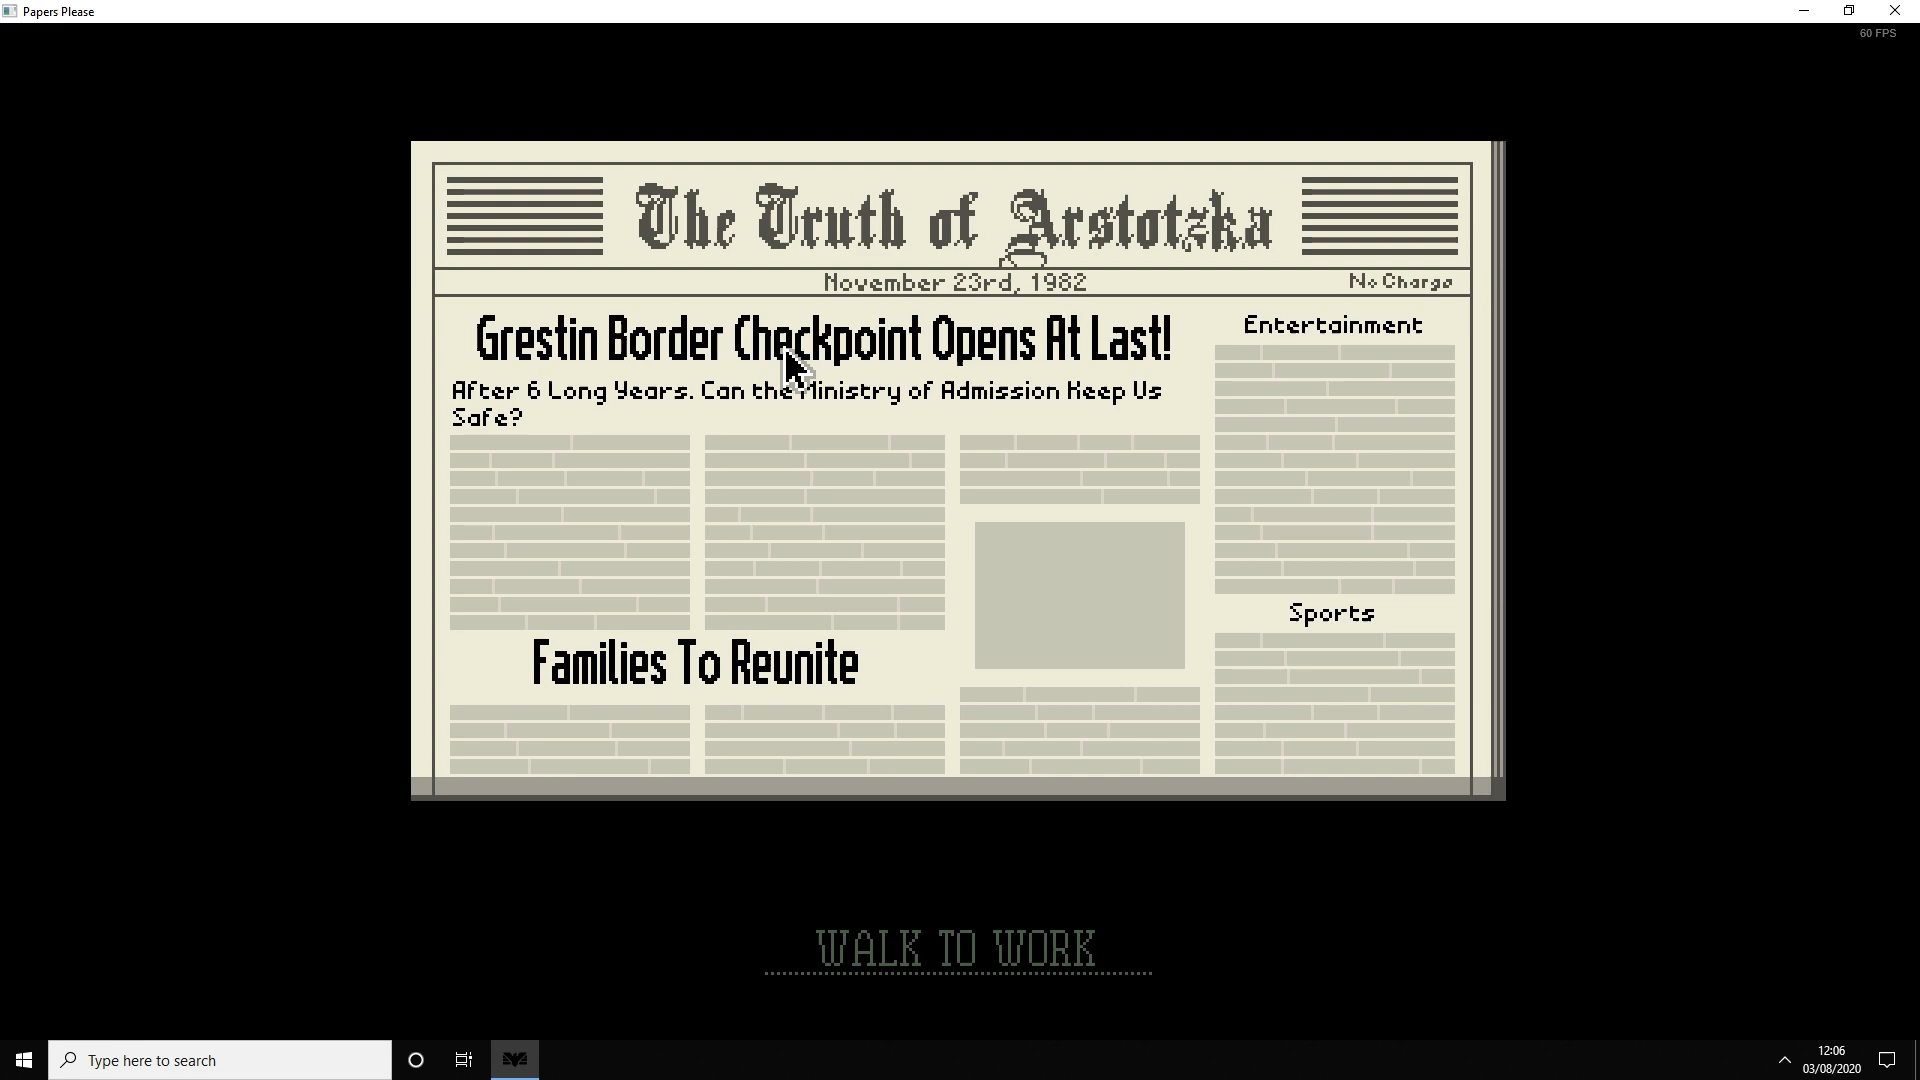 Papers Please
60 FPS
The Truth of Arstotzka
November 23rd, 1982
No Charge
Grestin Border Checkpoint Opens At Last!
After 6 Long Years. Can the Ministry of Admission Keep Us
Safe?
Entertainment
Sports
Families To Reunite
WALK TO WORK
Type here to search
12:06
03/08/2020